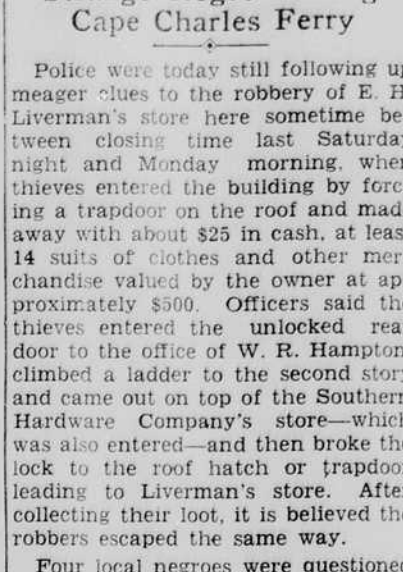 Cape Charles Ferry
Police were today still following u
meager clues to the robbery of E. H
Liverman's store here sometime be
tween closing time last Saturda
night and Monday morning, when
thieves entered the building by forc
ing a trapdoor on the roof and mad
away with about $25 in cash, at leas
14 suits of clothes and other mer
chandise valued by the owner at ap
proximately $500. Officers said th
thieves entered the unlocked rea
door to the office of W. R. Hampton
climbed a ladder to the second story
and came out on top of the Southern
Hardware Company's store—which
was also entered—and then broke th
lock to the roof hatch or trapdoor
leading to Liverman's store. Afte
collecting their loot, it is believed th
robbers escaped the same way.
Four local negroes were questioned